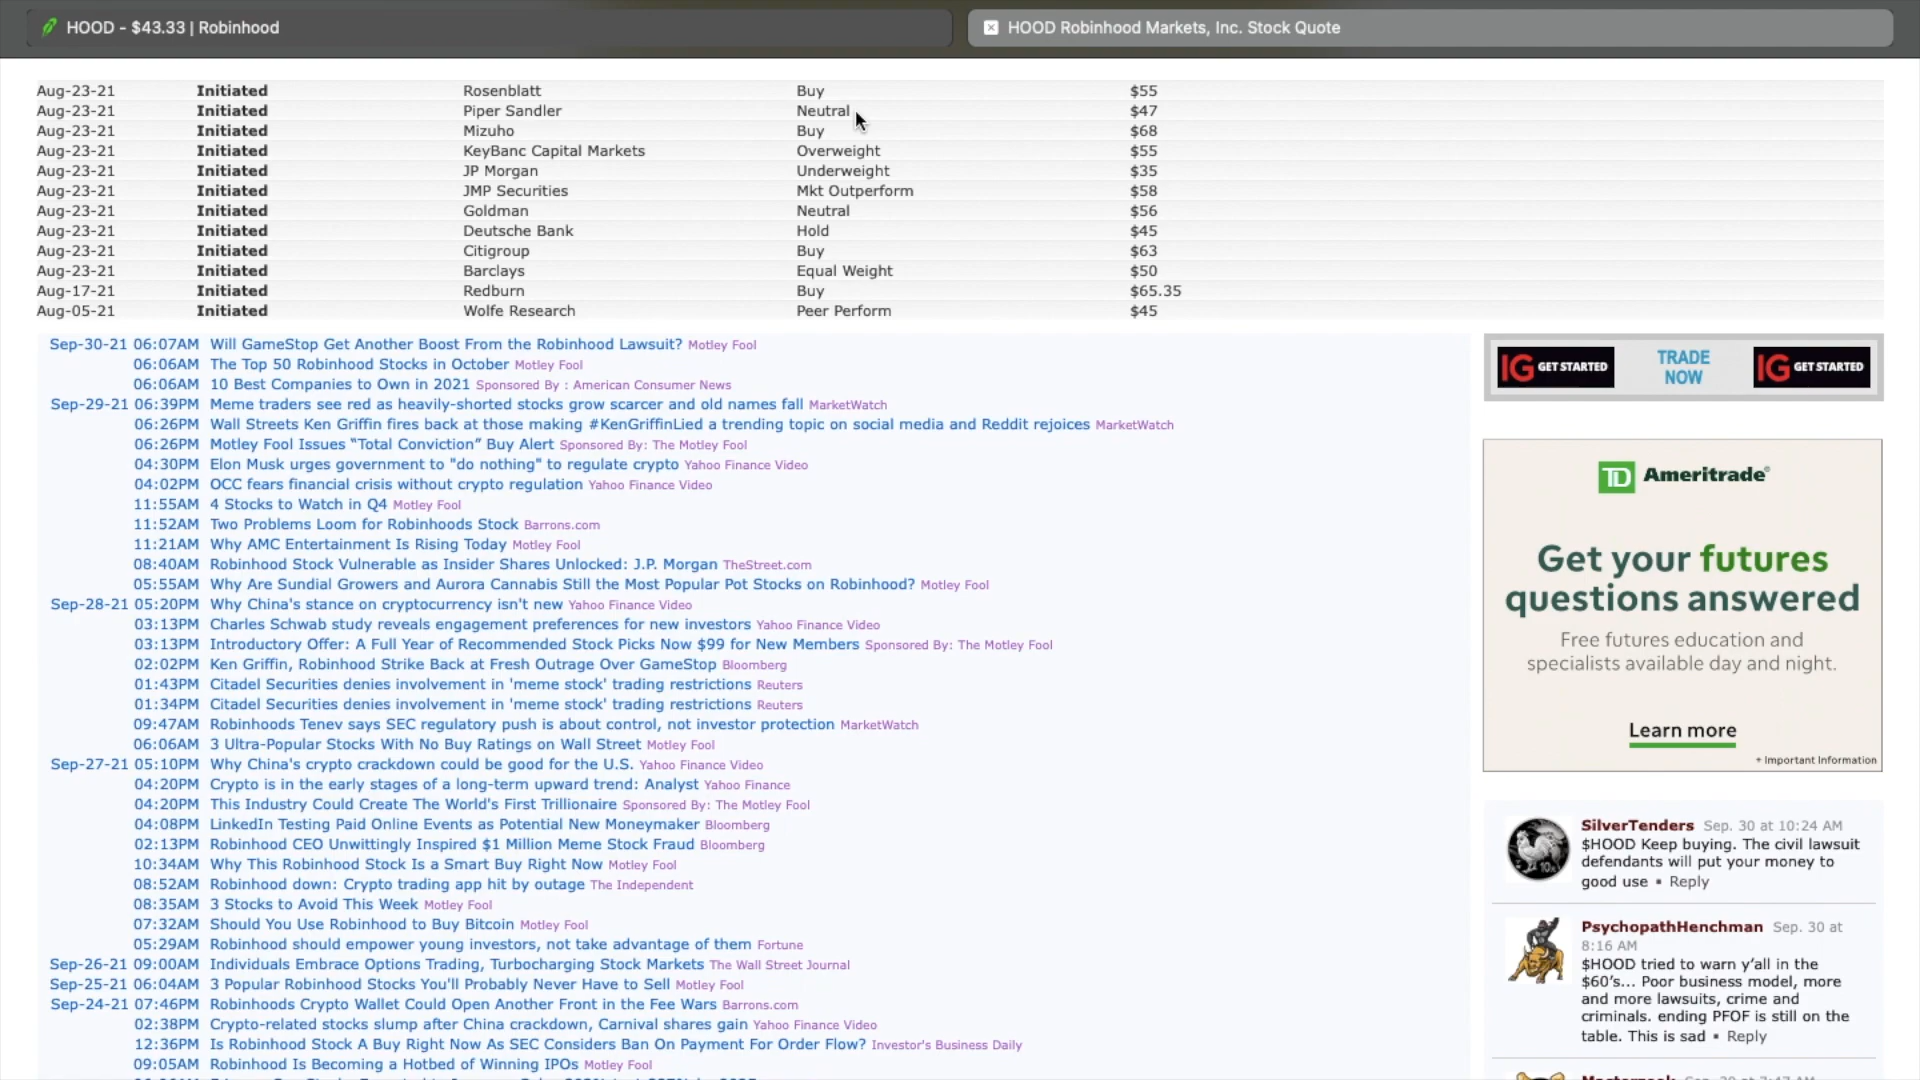 HOOD - $43.33 | Robinhood
HOOD Robinhood Markets, Inc. Stock Quote
Aug-23-21 Initiated Rosenblatt Buy $55
Aug-23-21 Initiated Piper Sandler Neutral $47
Aug-23-21 Initiated Mizuho Buy $68
Aug-23-21 Initiated KeyBanc Capital Markets Overweight $55
Aug-23-21 Initiated JP Morgan Underweight $35
Aug-23-21 Initiated JMP Securities Mkt Outperform $58
Aug-23-21 Initiated Goldman Neutral $56
Aug-23-21 Initiated Deutsche Bank Hold $45
Aug-23-21 Initiated Citigroup Buy $63
Aug-23-21 Initiated Barclays Equal Weight $50
Aug-17-21 Initiated Redburn Buy $65.35
Aug-05-21 Initiated Wolfe Research Peer Perform $45
Sep-30-21 06:07AM Will GameStop Get Another Boost From the Robinhood Lawsuit? Motley Fool
06:06AM The Top 50 Robinhood Stocks in October Motley Fool
06:06AM 10 Best Companies to Own in 2021 Sponsored By : American Consumer News
Sep-29-21 06:39PM Meme traders see red as heavily-shorted stocks grow scarcer and old names fall MarketWatch
06:26PM Wall Streets Ken Griffin fires back at those making #KenGriffinLied a trending topic on social media and Reddit rejoices MarketWatch
06:26PM Motley Fool Issues “Total Conviction” Buy Alert Sponsored By: The Motley Fool
04:30PM Elon Musk urges government to "do nothing" to regulate crypto Yahoo Finance Video
04:02PM OCC fears financial crisis without crypto regulation Yahoo Finance Video
11:55AM 4 Stocks to Watch in Q4 Motley Fool
11:52AM Two Problems Loom for Robinhoods Stock Barrons.com
11:21AM Why AMC Entertainment Is Rising Today Motley Fool
08:40AM Robinhood Stock Vulnerable as Insider Shares Unlocked: J.P. Morgan TheStreet.com
05:55AM Why Are Sundial Growers and Aurora Cannabis Still the Most Popular Pot Stocks on Robinhood? Motley Fool
Sep-28-21 05:20PM Why China's stance on cryptocurrency isn't new Yahoo Finance Video
03:13PM Charles Schwab study reveals engagement preferences for new investors Yahoo Finance Video
03:13PM Introductory Offer: A Full Year of Recommended Stock Picks Now $99 for New Members Sponsored By: The Motley Fool
02:02PM Ken Griffin, Robinhood Strike Back at Fresh Outrage Over GameStop Bloomberg
01:43PM Citadel Securities denies involvement in 'meme stock' trading restrictions Reuters
01:34PM Citadel Securities denies involvement in 'meme stock' trading restrictions Reuters
09:47AM Robinhoods Tenev says SEC regulatory push is about control, not investor protection MarketWatch
06:06AM 3 Ultra-Popular Stocks With No Buy Ratings on Wall Street Motley Fool
Sep-27-21 05:10PM Why China's crypto crackdown could be good for the U.S. Yahoo Finance Video
04:20PM Crypto is in the early stages of a long-term upward trend: Analyst Yahoo Finance
04:20PM This Industry Could Create The World's First Trillionaire Sponsored By: The Motley Fool
04:08PM LinkedIn Testing Paid Online Events as Potential New Moneymaker Bloomberg
02:13PM Robinhood CEO Unwittingly Inspired $1 Million Meme Stock Fraud Bloomberg
10:34AM Why This Robinhood Stock Is a Smart Buy Right Now Motley Fool
08:52AM Robinhood down: Crypto trading app hit by outage The Independent
08:35AM 3 Stocks to Avoid This Week Motley Fool
07:32AM Should You Use Robinhood to Buy Bitcoin Motley Fool
05:29AM Robinhood should empower young investors, not take advantage of them Fortune
Sep-26-21 09:00AM Individuals Embrace Options Trading, Turbocharging Stock Markets The Wall Street Journal
Sep-25-21 06:04AM 3 Popular Robinhood Stocks You'll Probably Never Have to Sell Motley Fool
Sep-24-21 07:46PM Robinhoods Crypto Wallet Could Open Another Front in the Fee Wars Barrons.com
02:38PM Crypto-related stocks slump after China crackdown, Carnival shares gain Yahoo Finance Video
12:36PM Is Robinhood Stock A Buy Right Now As SEC Considers Ban On Payment For Order Flow? Investor's Business Daily
09:05AM Robinhood Is Becoming a Hotbed of Winning IPOs Motley Fool
IG GET STARTED
TRADE
NOW
IG GET STARTED
TD Ameritrade®
Get your futures
questions answered
Free futures education and
specialists available day and night.
Learn more
+ Important Information
SilverTenders Sep. 30 at 10:24 AM
$HOOD Keep buying. The civil lawsuit
defendants will put your money to
good use ▪ Reply
PsychopathHenchman Sep. 30 at
8:16 AM
$HOOD tried to warn y’all in the
$60’s... Poor business model, more
and more lawsuits, crime and
criminals. ending PFOF is still on the
table. This is sad ▪ Reply